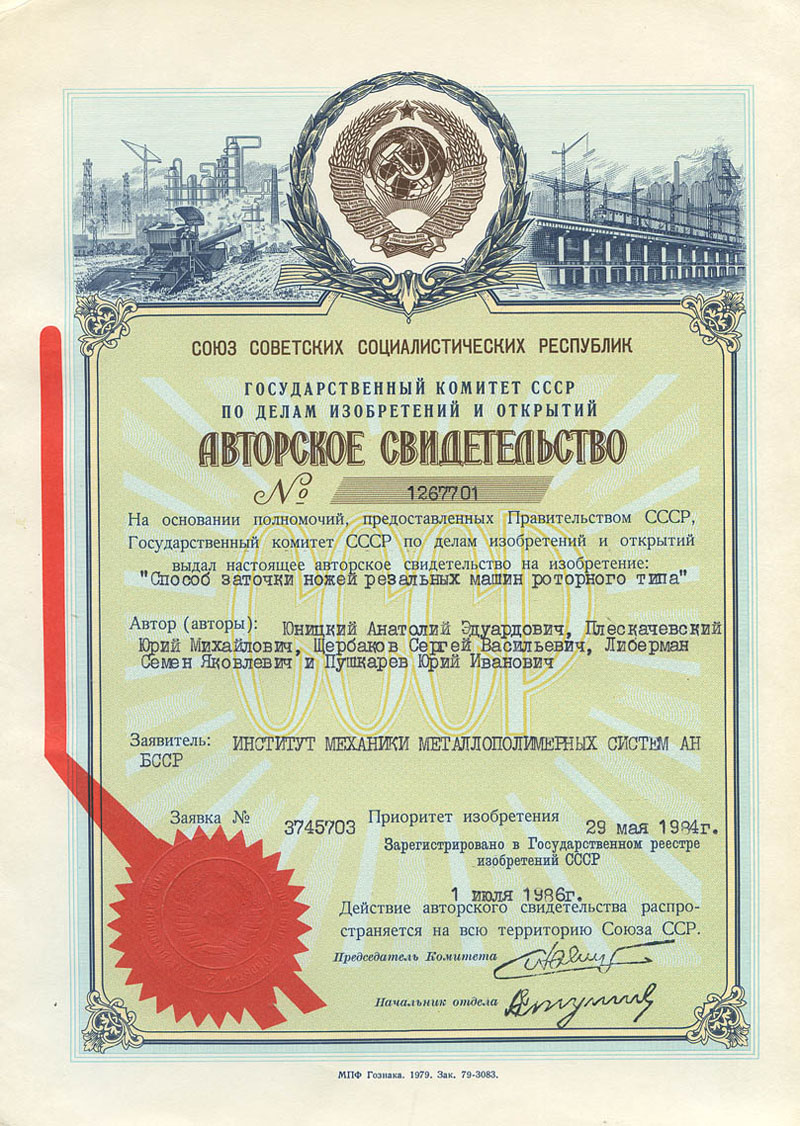 СОЮЗ СОВЕТСКИХ СОЦИАЛИСТИЧЕСКИХ РЕСПУБЛИК
ГОСУДАРСТВЕННЫЙ КОМИТЕТ СССР
ПО ДЕЛАМ ИЗОБРЕТЕНИЙ И ОТКРЫТИЙ
АВТОРСКОЕ СВИДЕТЕЛЬСТВО
№ 1267701
СССР
На основании полномочий, предоставленных Правительством СССР,
Государственный комитет СССР по делам изобретений и открытий
выдал настоящее авторское свидетельство на изобретение:
"Способ заточки ножей резальных машин роторного типа"
Автор (авторы): Юницкий Анатолий Эдуардович, Плескачевский
Юрий Михайлович, Щербаков Сергей Васильевич, Либерман
Семен Яковлевич и Пушкарев Юрий Иванович
Заявитель: ИНСТИТУТ МЕХАНИКИ МЕТАЛЛОПОЛИМЕРНЫХ СИСТЕМ АН
БССР
Заявка № 3745703 Приоритет изобретения 29 мая 1984г.
Зарегистрировано в Государственном реестре
изобретений СССР
1 июля 1986г.
Действие авторского свидетельства распро-
страняется на всю территорию Союза ССР.
Председатель Комитета
Начальник отдела
МПФ Гознака. 1979. Зак. 79-3083.